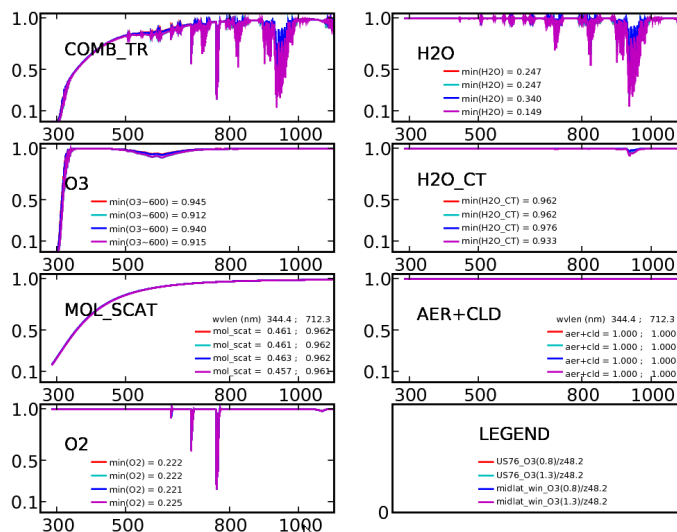 1.0
COMB_TR
0.5
0.1
300 500 800 1000
1.0
H2O
min(H2O) = 0.247
min(H2O) = 0.247
min(H2O) = 0.340
min(H2O) = 0.149
0.5
0.1
300 500 800 1000
1.0
O3
0.5
min(O3~600) = 0.945
min(O3~600) = 0.912
min(O3~600) = 0.940
min(O3~600) = 0.915
0.1
300 500 800 1000
1.0
H2O_CT
0.5
min(H2O_CT) = 0.962
min(H2O_CT) = 0.962
min(H2O_CT) = 0.976
min(H2O_CT) = 0.933
0.1
300 500 800 1000
1.0
MOL_SCAT
0.5
wvlen (nm) 344.4 ; 712.3
mol_scat = 0.461 ; 0.962
mol_scat = 0.461 ; 0.962
mol_scat = 0.463 ; 0.962
mol_scat = 0.457 ; 0.961
0.1
300 500 800 1000
1.0
AER+CLD
0.5
wvlen (nm) 344.4 ; 712.3
aer+cld = 1.000 ; 1.000
aer+cld = 1.000 ; 1.000
aer+cld = 1.000 ; 1.000
aer+cld = 1.000 ; 1.000
0.1
300 500 800 1000
1.0
O2
0.5
min(O2) = 0.222
min(O2) = 0.222
min(O2) = 0.221
min(O2) = 0.225
0.1
300 500 800 1000
LEGEND
US76_O3(0.8)/z48.2
US76_O3(1.3)/z48.2
midlat_win_O3(0.8)/z48.2
midlat_win_O3(1.3)/z48.2
0